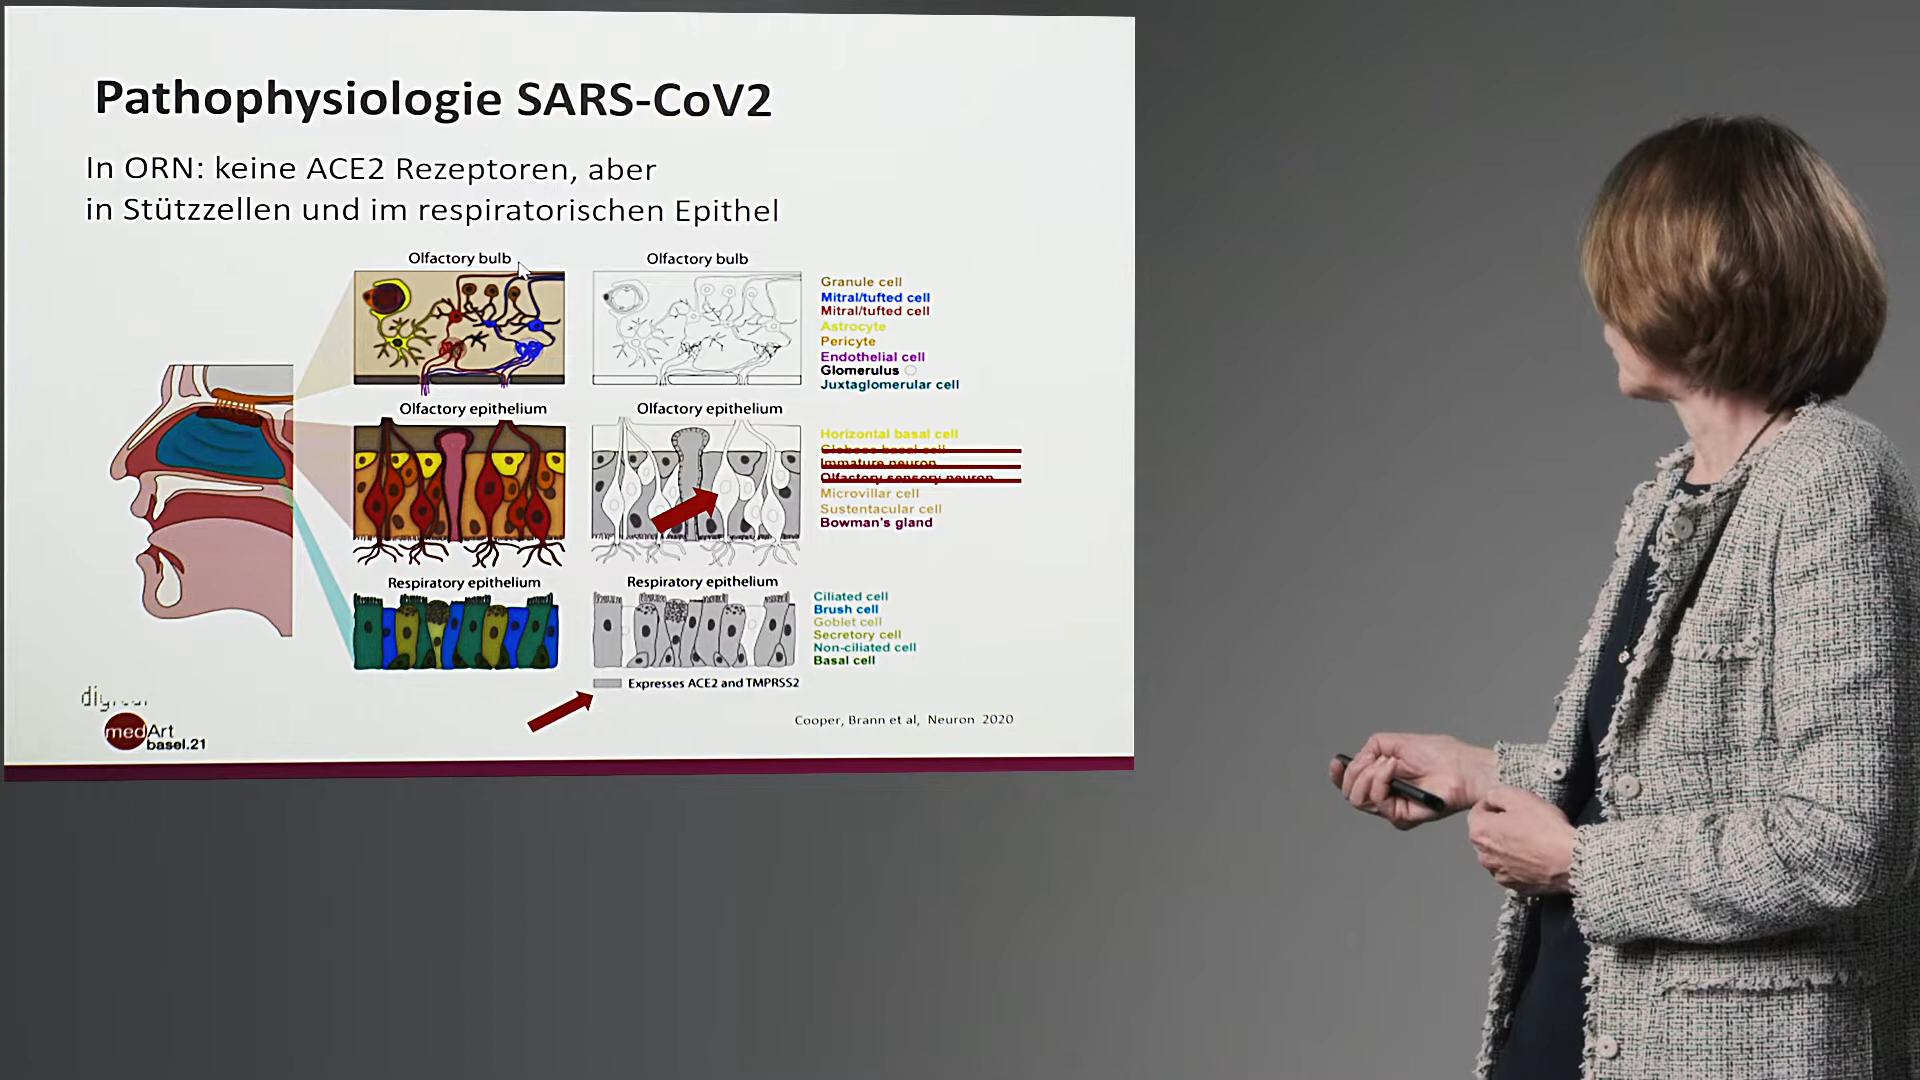 Pathophysiologie SARS-CoV2
In ORN: keine ACE2 Rezeptoren, aber
in Stützzellen und im respiratorischen Epithel
Olfactory bulb
Olfactory bulb
Granule cell
Mitral/tufted cell
Mitral/tufted cell
Astrocyte
Pericyte
Endothelial cell
Glomerulus
Juxtaglomerular cell
Olfactory epithelium
Olfactory epithelium
Horizontal basal cell
Globose basal cell
Immature neuron
Olfactory sensory neuron
Microvillar cell
Sustentacular cell
Bowman's gland
Respiratory epithelium
Respiratory epithelium
Ciliated cell
Brush cell
Goblet cell
Secretory cell
Non-ciliated cell
Basal cell
Expresses ACE2 and TMPRSS2
Cooper, Brann et al, Neuron 2020
medArt
basel.21